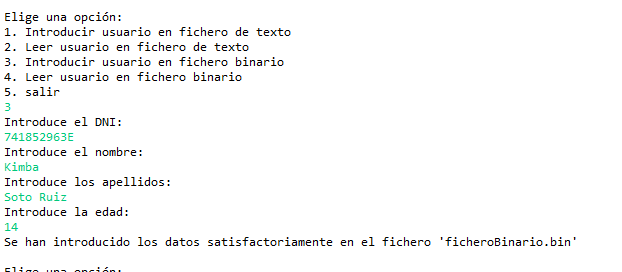 Elige una opción:
1. Introducir usuario en fichero de texto
2. Leer usuario en fichero de texto
3. Introducir usuario en fichero binario
4. Leer usuario en fichero binario
5. salir
3
Introduce el DNI:
741852963E
Introduce el nombre:
Kimba
Introduce los apellidos:
Soto Ruiz
Introduce la edad:
14
Se han introducido los datos satisfactoriamente en el fichero 'ficheroBinario.bin'
Elige una opción: